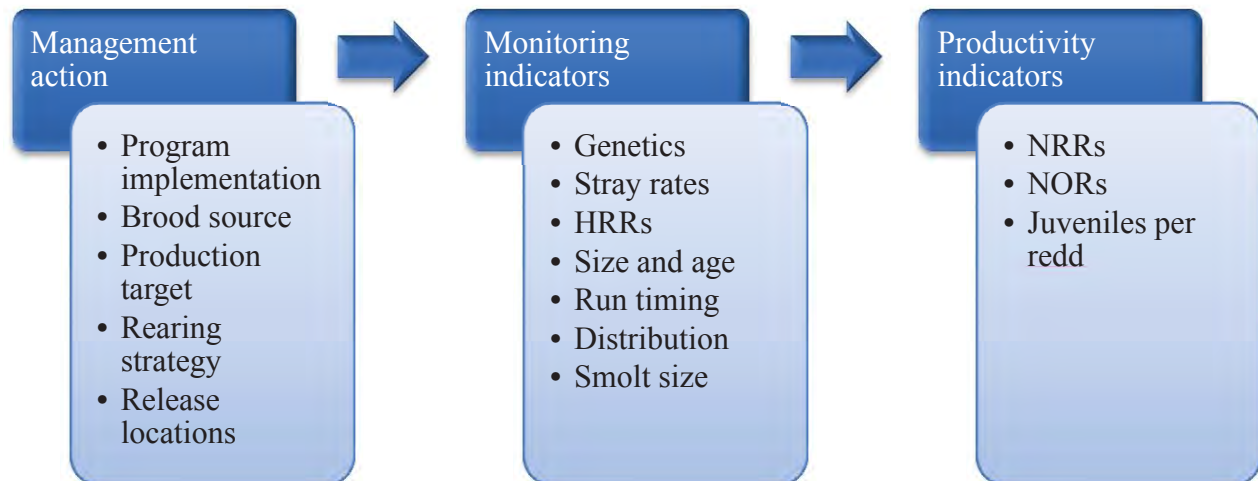 Management
action
• Program
implementation
• Brood source
• Production
target
• Rearing
strategy
• Release
locations
Monitoring
indicators
• Genetics
• Stray rates
• HRRs
• Size and age
• Run timing
• Distribution
• Smolt size
Productivity
indicators
• NRRs
• NORs
• Juveniles per
redd